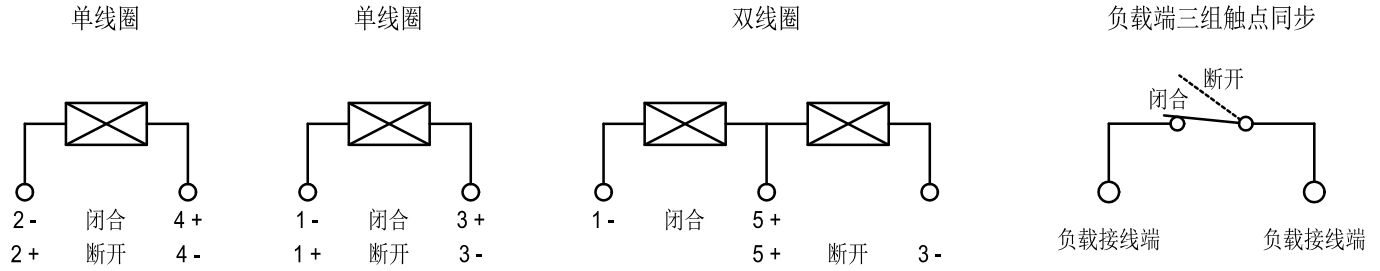 单线圈
2 - 闭合 4 +
2 + 断开 4 -
单线圈
1 - 闭合 3 +
1 + 断开 3 -
双线圈
1 - 闭合 5 +
5 + 断开 3 -
负载端三组触点同步
断开
闭合
负载接线端 负载接线端